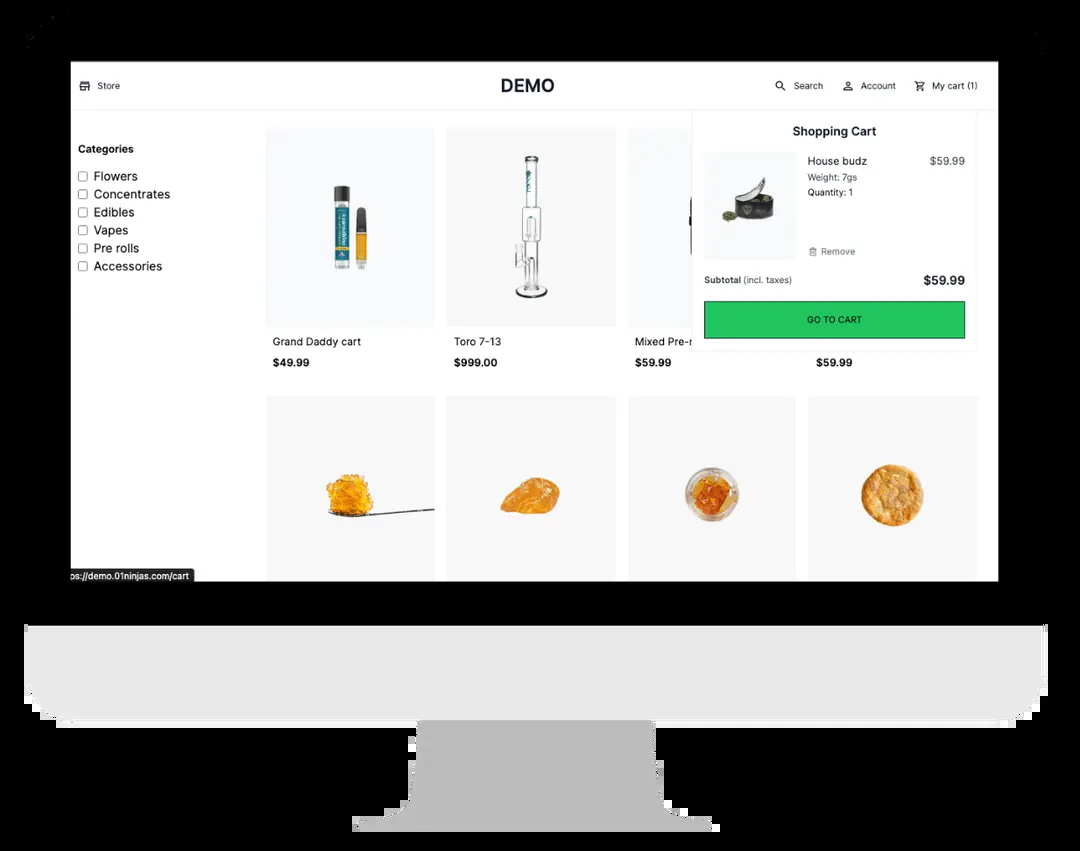 Store
DEMO
Search
Account
My cart (1)
Categories
Flowers
Concentrates
Edibles
Vapes
Pre rolls
Accessories
Shopping Cart
House budz
$59.99
Weight: 7gs
Quantity: 1
Remove
Subtotal (incl. taxes)
$59.99
GO TO CART
Grand Daddy cart
$49.99
Toro 7-13
$999.00
Mixed Pre-r
$59.99
$59.99
ps://demo.01ninjas.com/cart